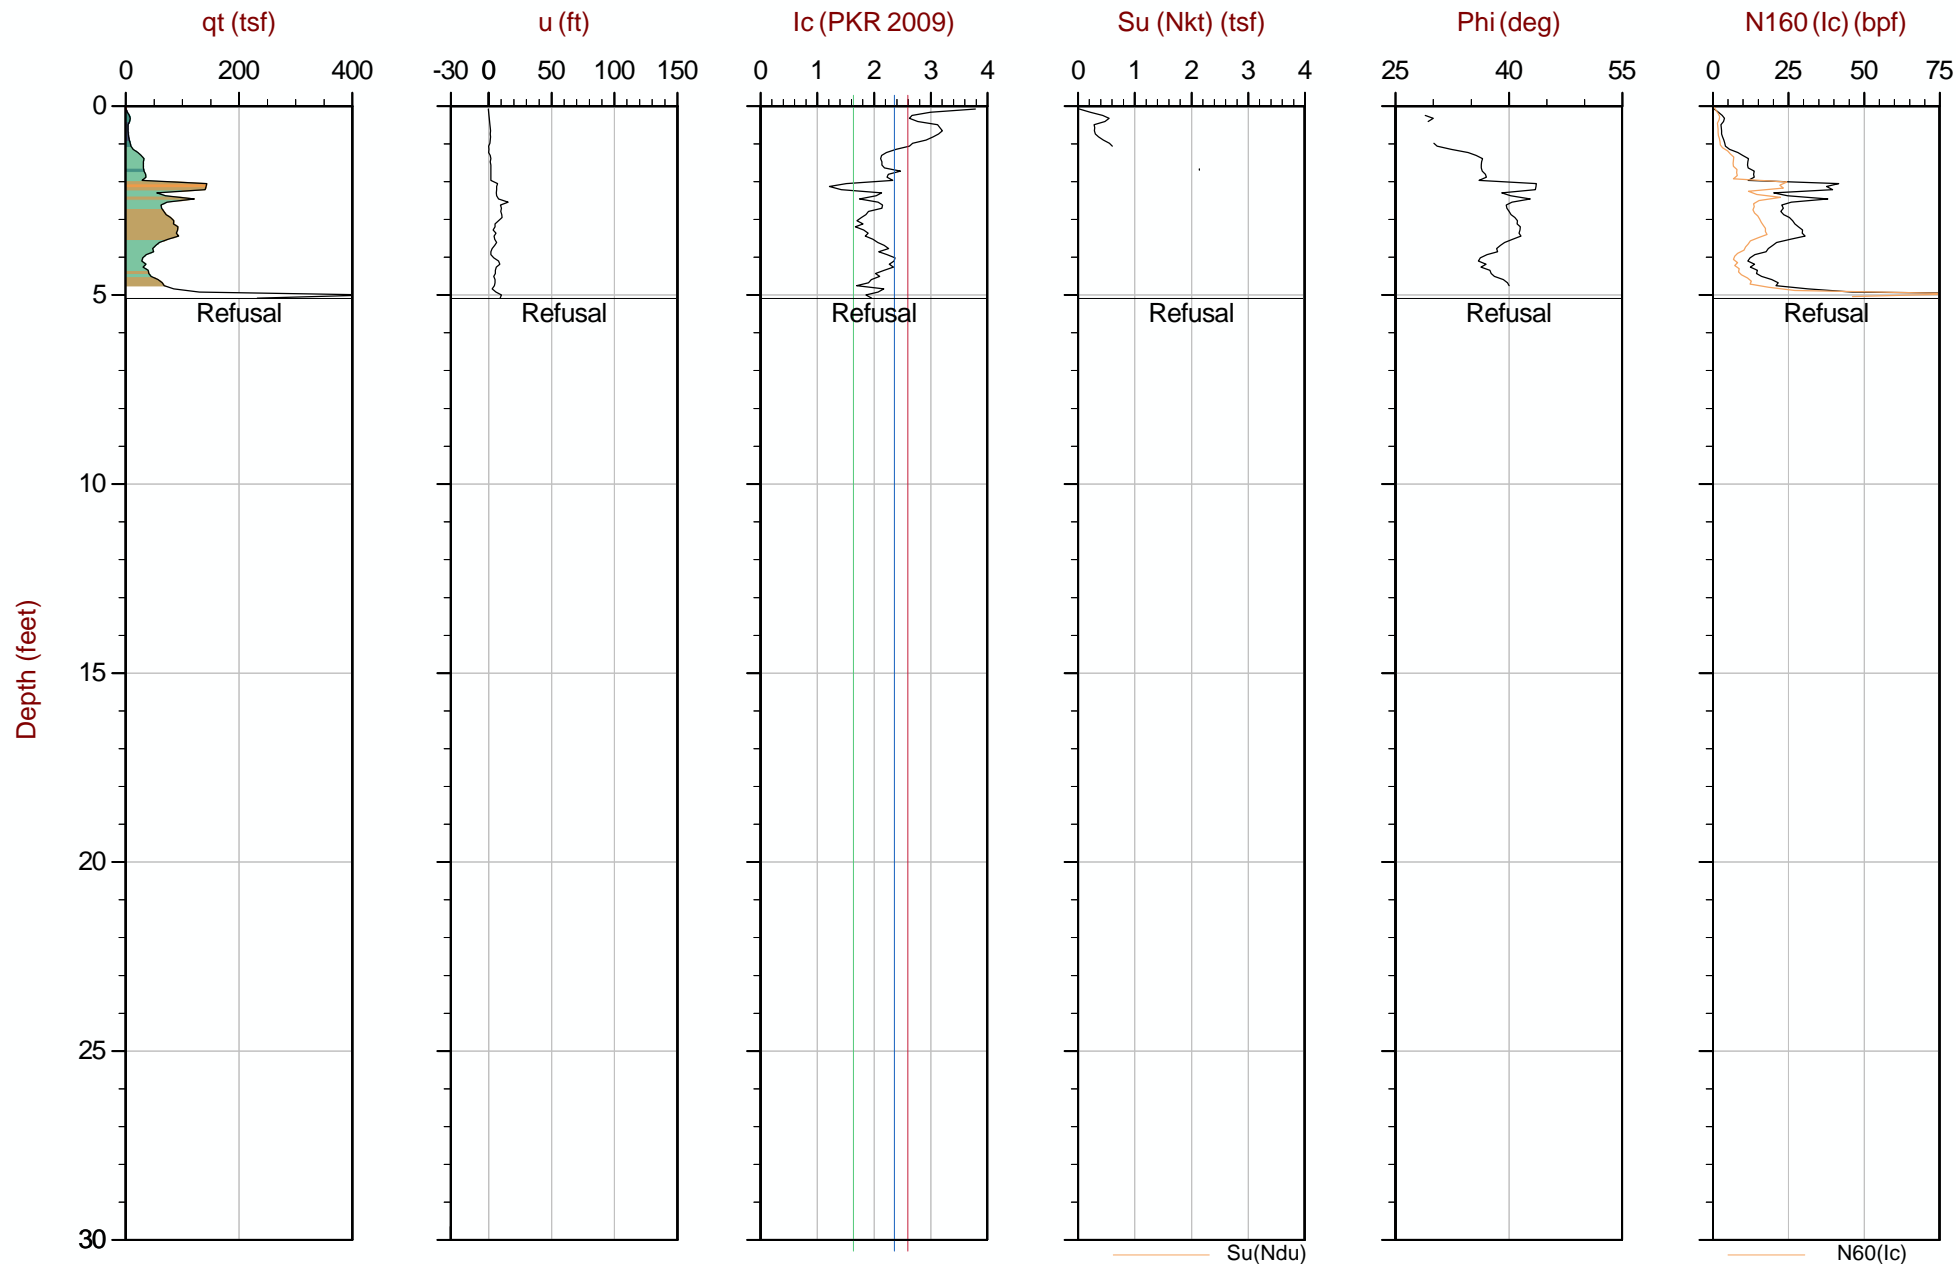 qt (tsf) u (ft) Ic (PKR 2009) Su (Nkt) (tsf) Phi (deg) N160 (Ic) (bpf)
0 200 400 -30 0 50 100 150 0 1 2 3 4 0 1 2 3 4 25 40 55 0 25 50 75
0
5
Refusal Refusal Refusal Refusal Refusal Refusal
10
Depth (feet)
15
20
25
30
Su(Ndu) N60(Ic)